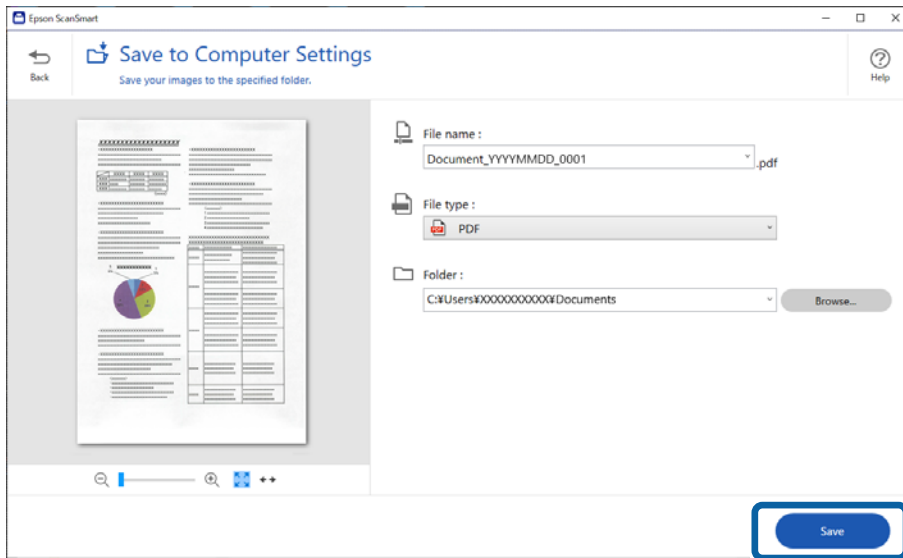 Epson ScanSmart
Back
Save to Computer Settings
Save your images to the specified folder.
Help
File name :
Document_YYYYMMDD_0001
.pdf
File type :
PDF
Folder :
C:¥Users¥XXXXXXXXXXX¥Documents
Browse...
Save